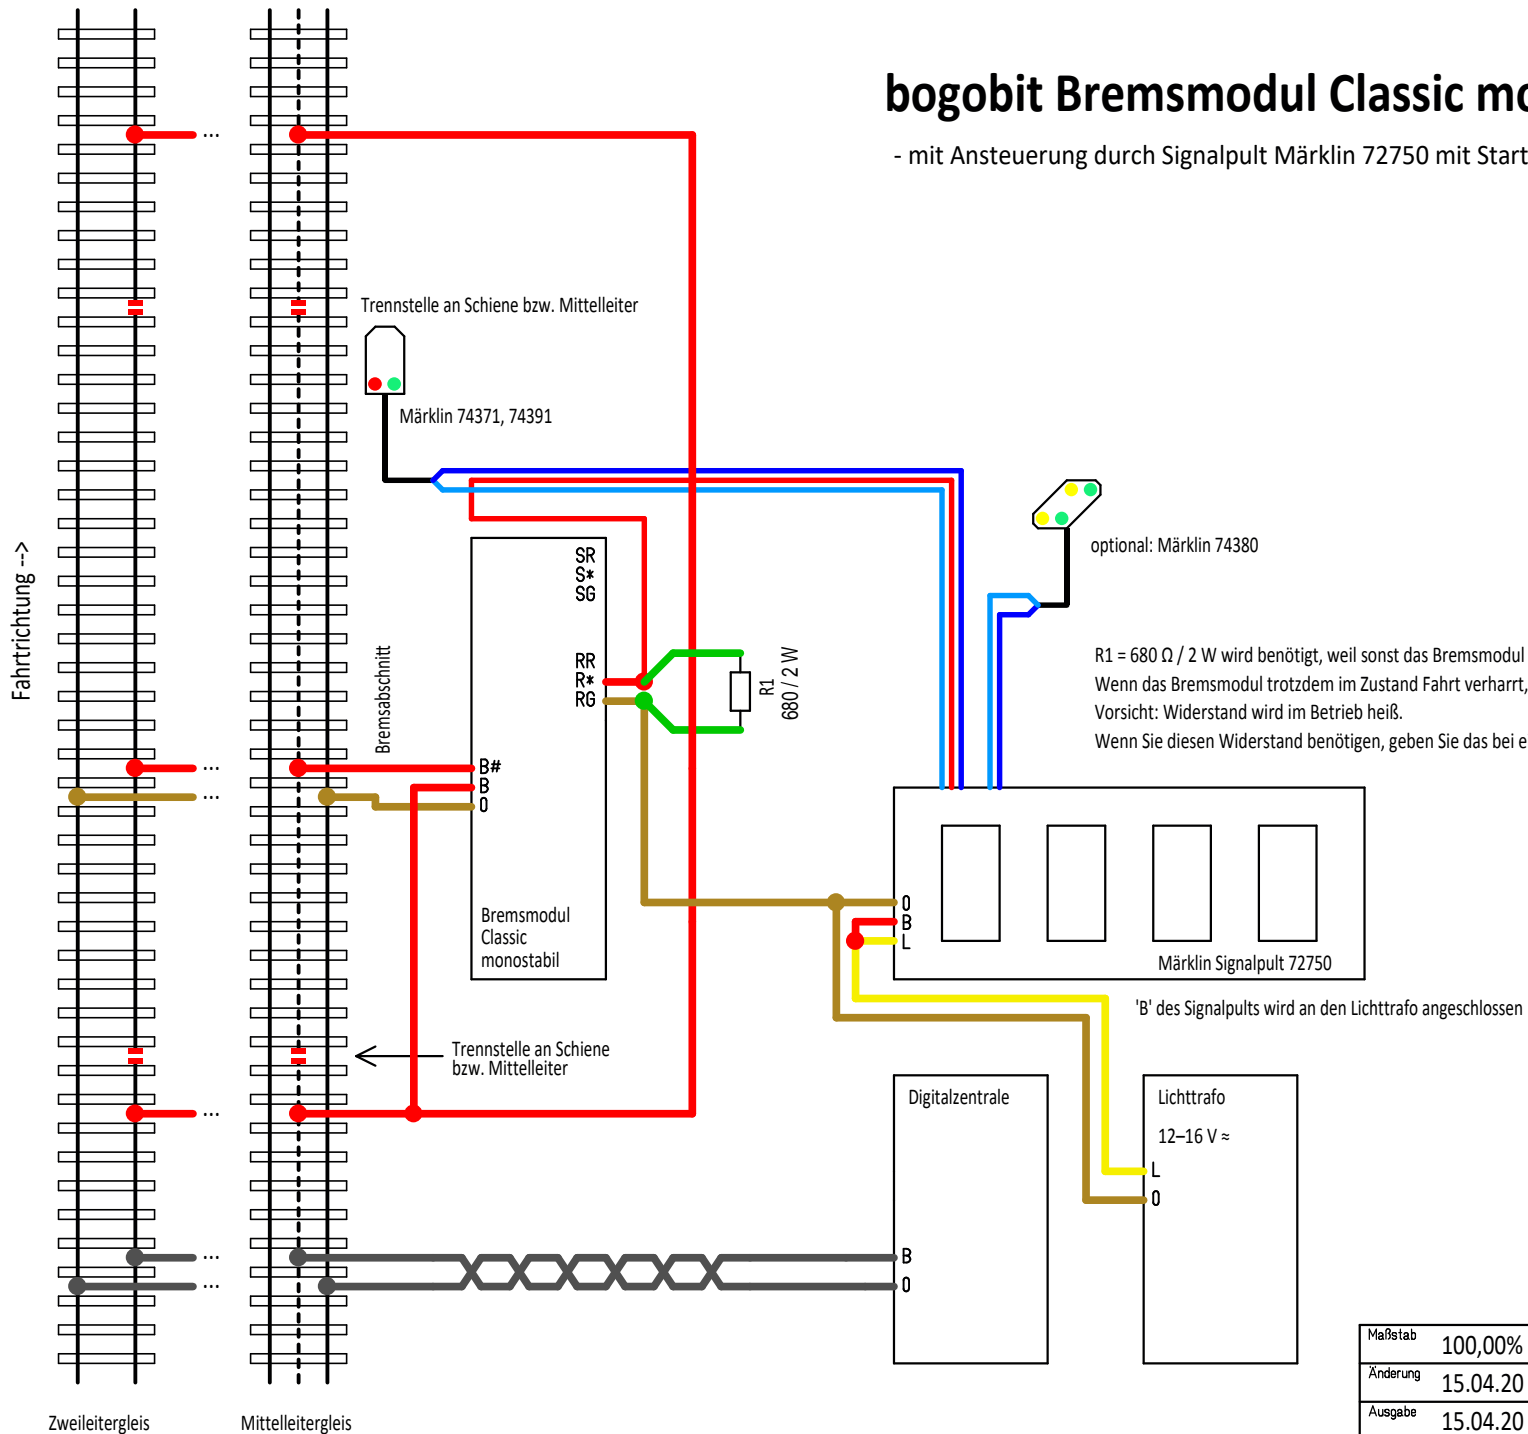 bogobit Bremsmodul Classic mo
- mit Ansteuerung durch Signalpult Märklin 72750 mit Start
...
...
Trennstelle an Schiene bzw. Mittelleiter
Märklin 74371, 74391
optional: Märklin 74380
Fahrtrichtung -->
Bremsabschnitt
SR
S*
SG
RR
R*
RG
R1
680 / 2 W
R1 = 680 Ω / 2 W wird benötigt, weil sonst das Bremsmodul
Wenn das Bremsmodul trotzdem im Zustand Fahrt verharrt,
Vorsicht: Widerstand wird im Betrieb heiß.
Wenn Sie diesen Widerstand benötigen, geben Sie das bei e
...
...
B#
B
0
Bremsmodul
Classic
monostabil
0
B
L
Märklin Signalpult 72750
'B' des Signalpults wird an den Lichttrafo angeschlossen
Trennstelle an Schiene
bzw. Mittelleiter
...
Digitalzentrale
Lichttrafo
12–16 V ≈
L
0
...
...
B
0
Maßstab 100,00%
Änderung 15.04.20
Ausgabe 15.04.20
Zweileitergleis
Mittelleitergleis